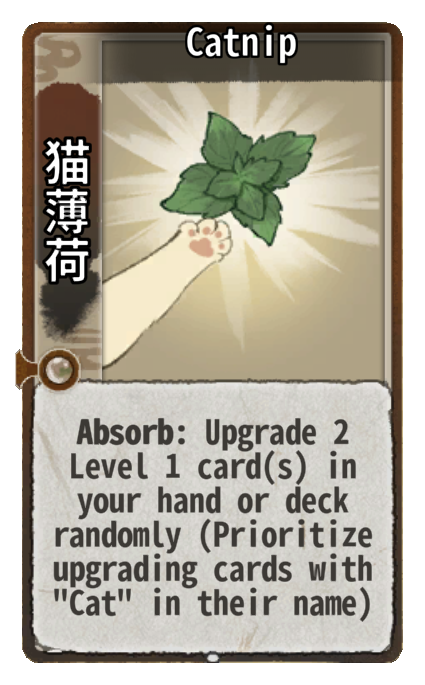 Catnip
猫薄荷
Absorb: Upgrade 2
Level 1 card(s) in
your hand or deck
randomly (Prioritize
upgrading cards with
"Cat" in their name)